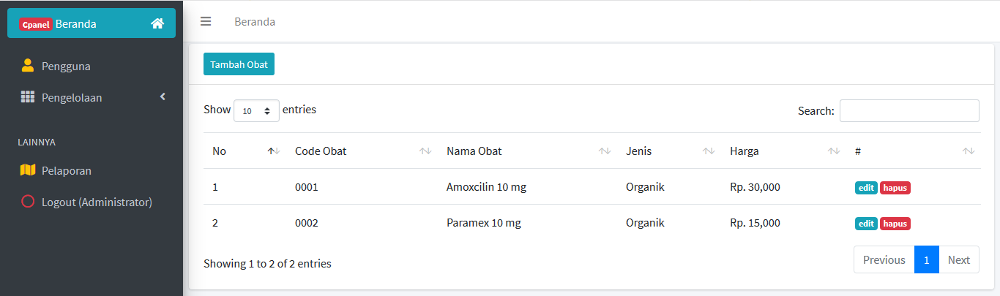 Cpanel Beranda
Beranda
Pengguna
Pengelolaan
LAINNYA
Pelaporan
Logout (Administrator)
Tambah Obat
Show 10 entries
Search:
No Code Obat Nama Obat Jenis Harga #
1 0001 Amoxcilin 10 mg Organik Rp. 30,000 edit hapus
2 0002 Paramex 10 mg Organik Rp. 15,000 edit hapus
Showing 1 to 2 of 2 entries
Previous 1 Next